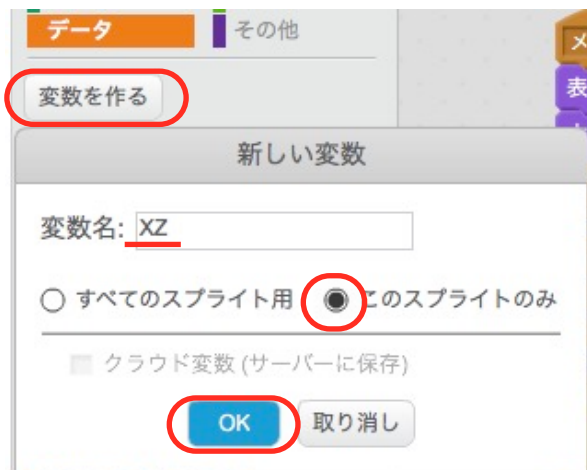 データ その他
メ
変数を作る
表
新しい変数
変数名: XZ
すべてのスプライト用 このスプライトのみ
クラウド変数 (サーバーに保存)
OK 取り消し